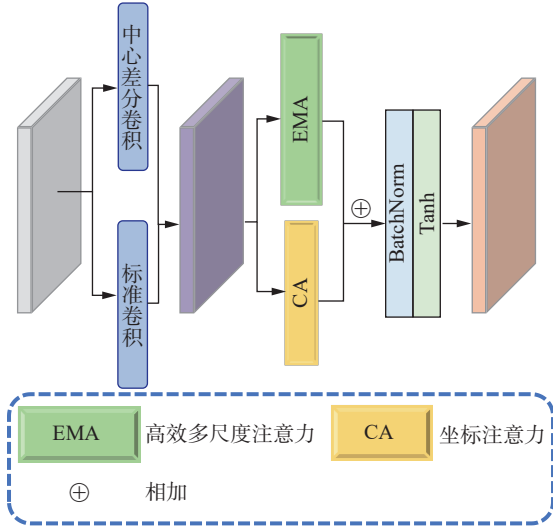 中心差分卷积
标准卷积
EMA
CA
⊕
BatchNorm
Tanh
EMA 高效多尺度注意力 CA 坐标注意力
⊕ 相加